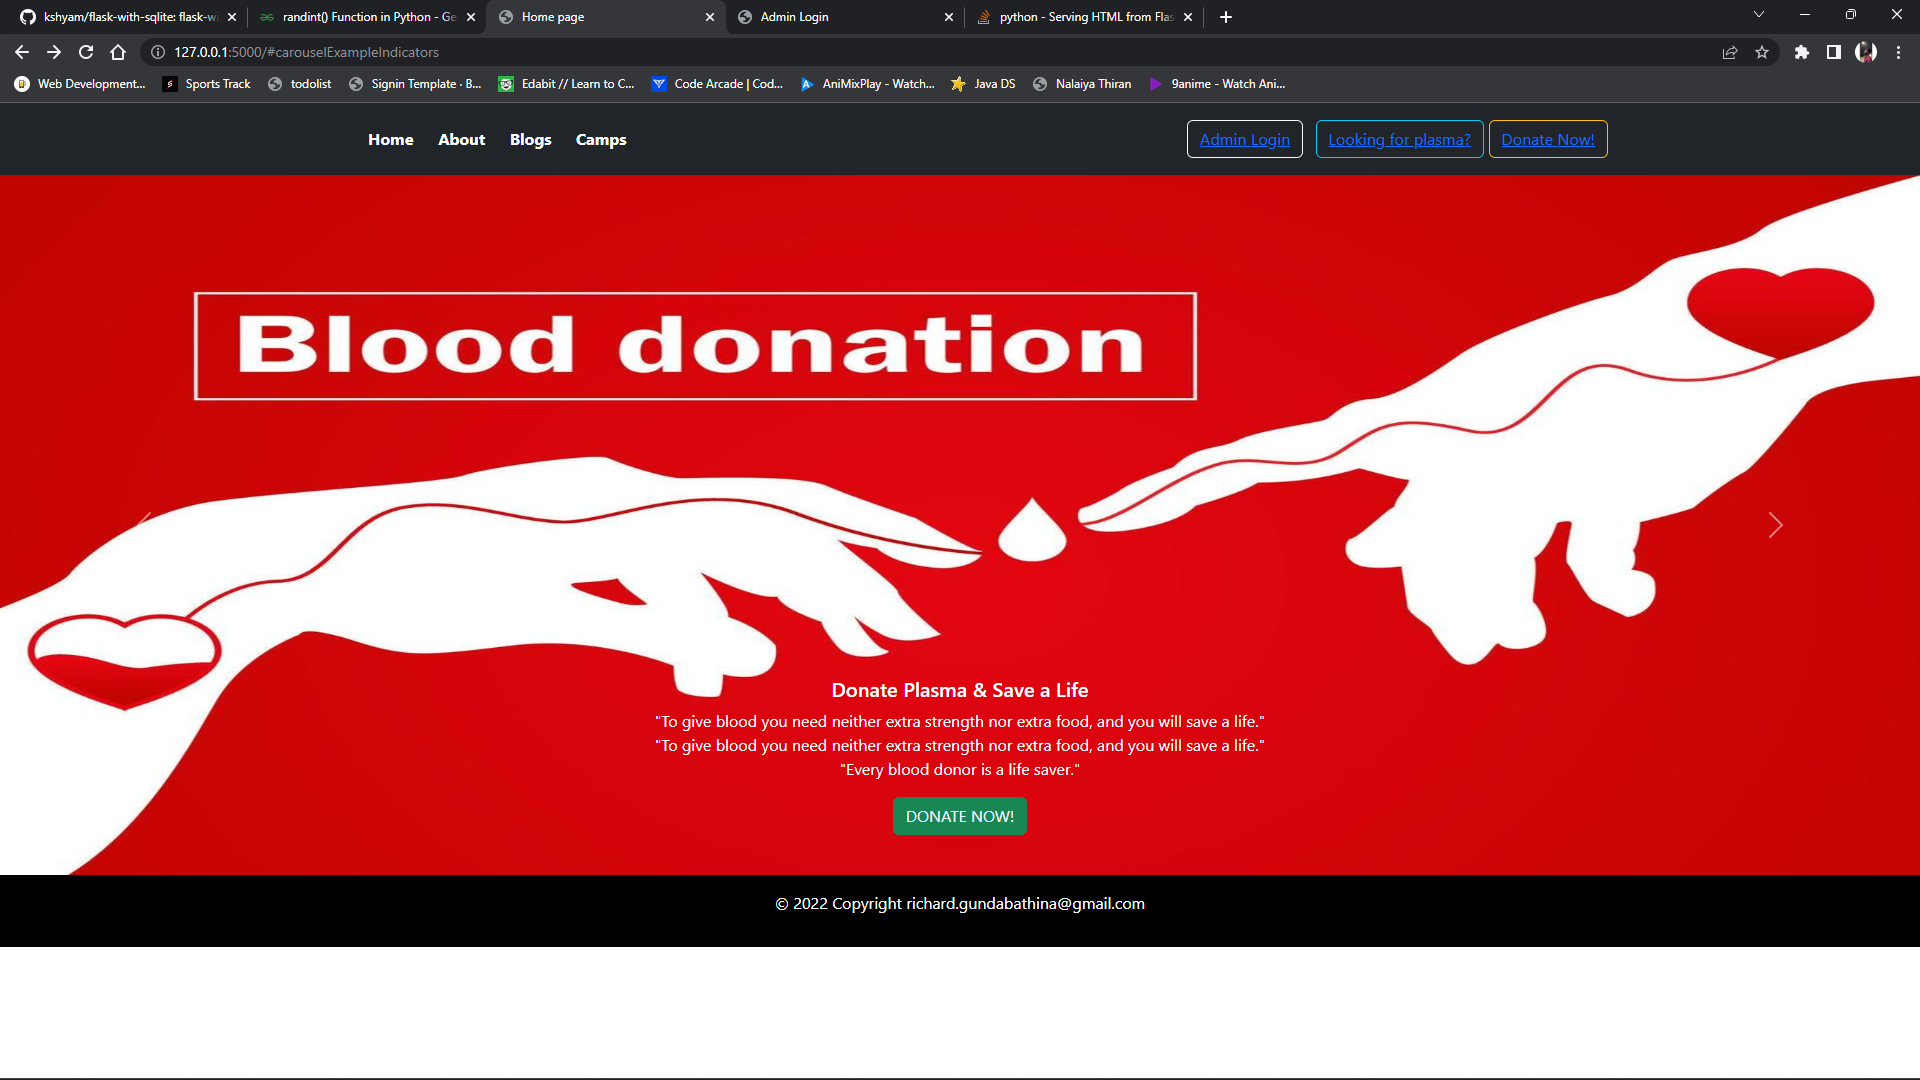 kshyam/flask-with-sqlite: flask-wi
randint() Function in Python - Ge
Home page
Admin Login
python - Serving HTML from Flas
127.0.0.1:5000/#carouselExampleIndicators
Web Development...
Sports Track
todolist
Signin Template · B...
Edabit // Learn to C...
Code Arcade | Cod...
AniMixPlay - Watch...
Java DS
Nalaiya Thiran
9anime - Watch Ani...
Home
About
Blogs
Camps
Admin Login
Looking for plasma?
Donate Now!
Blood donation
Donate Plasma & Save a Life
"To give blood you need neither extra strength nor extra food, and you will save a life."
"To give blood you need neither extra strength nor extra food, and you will save a life."
"Every blood donor is a life saver."
DONATE NOW!
© 2022 Copyright richard.gundabathina@gmail.com